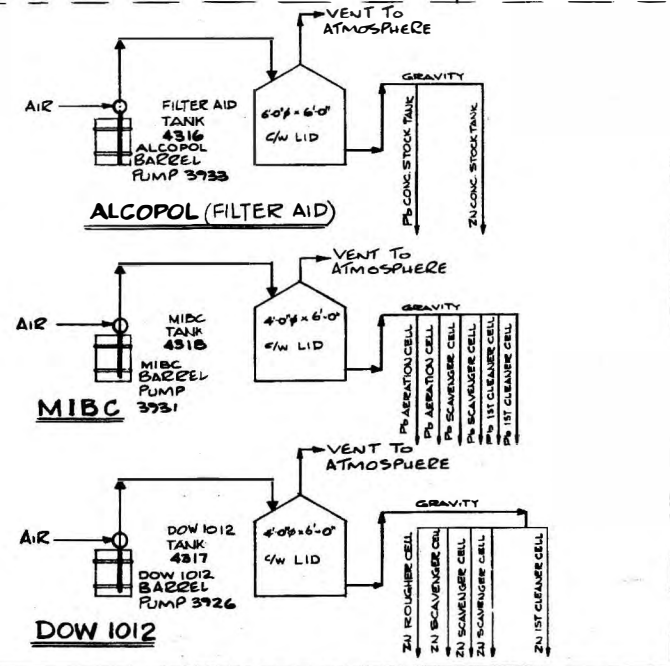 VENT TO
ATMOSPHERE
GRAVITY
AIR
FILTER AID
TANK
4316
ALCOPOL
BARREL
PUMP 3933
6'-0"φ × 6'-0"
C/W LID
Pb CONC. STOCK TANK
ZN CONC. STOCK TANK
ALCOPOL (FILTER AID)
VENT TO
ATMOSPHERE
GRAVITY
AIR
MIBC
TANK
4318
MIBC
BARREL
PUMP
3931
4'-0"φ × 6'-0"
C/W LID
Pb AERATION CELL
Pb AERATION CELL
Pb SCAVENGER CELL
Pb SCAVENGER CELL
Pb 1ST CLEANER CELL
Pb 1ST CLEANER CELL
MIBC
VENT TO
ATMOSPHERE
GRAVITY
AIR
DOW 1012
TANK
4317
DOW 1012
BARREL
PUMP 3926
4'-0"φ × 6'-0"
C/W LID
ZN ROUGHER CELL
ZN SCAVENGER CELL
ZN SCAVENGER CELL
ZN SCAVENGER CELL
ZN 1ST CLEANER CELL
DOW 1012